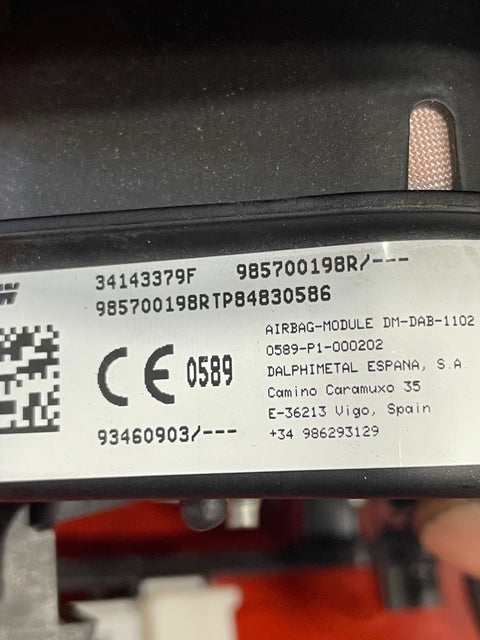 34143379F 985700198R/---
985700198RTP84830586
AIRBAG-MODULE DM-DAB-1102
0589-P1-000202
DALPHIMETAL ESPANA, S.A.
Camino Caramuxo 35
E-36213 Vigo, Spain
+34 986293129
CE 0589
93460903/---